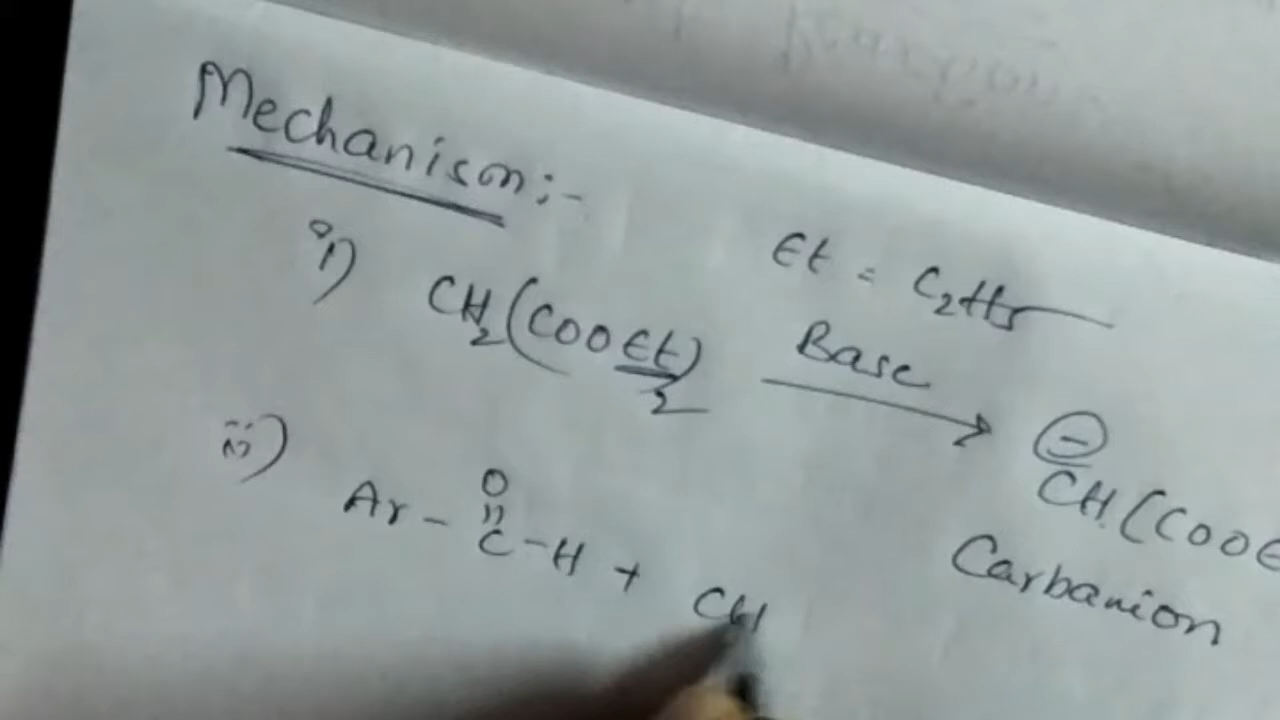 Mechanism:-
Et = C2H5
i) CH2(COOEt)2 Base → ⊖
CH(COOE
Carbanion
ii) Ar-C-H + CH
O